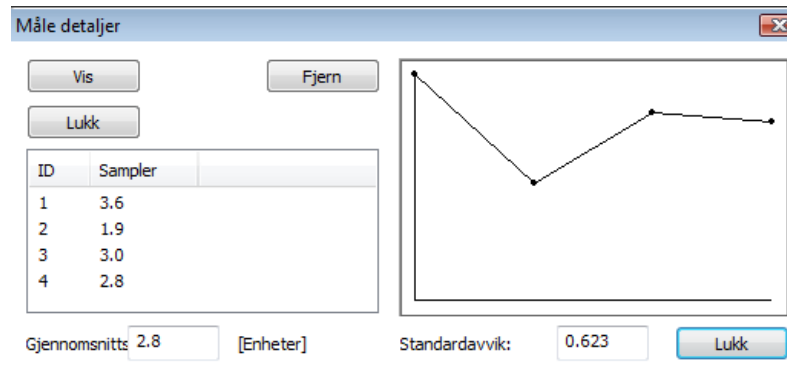 Måle detaljer
Vis
Fjern
Lukk
ID Sampler
1 3.6
2 1.9
3 3.0
4 2.8
Gjennomsnitts 2.8 [Enheter]
Standardavvik: 0.623
Lukk